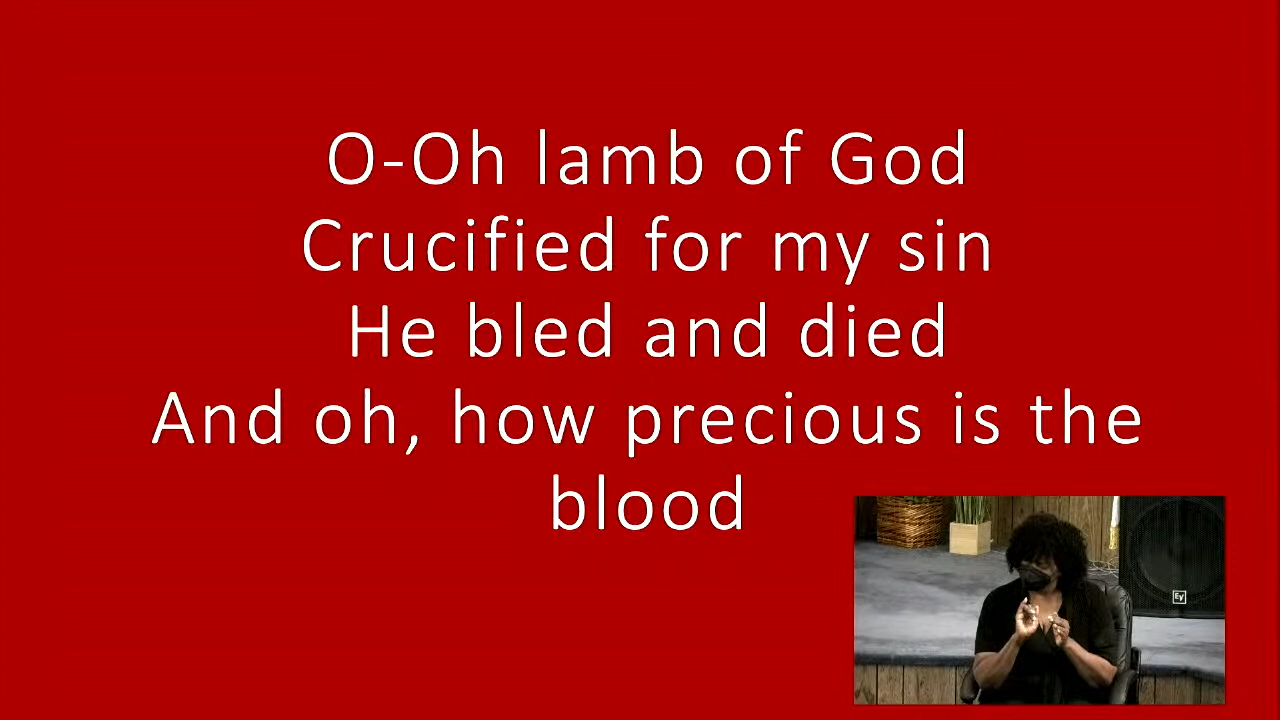 O-Oh lamb of God
Crucified for my sin
He bled and died
And oh, how precious is the
blood
EV